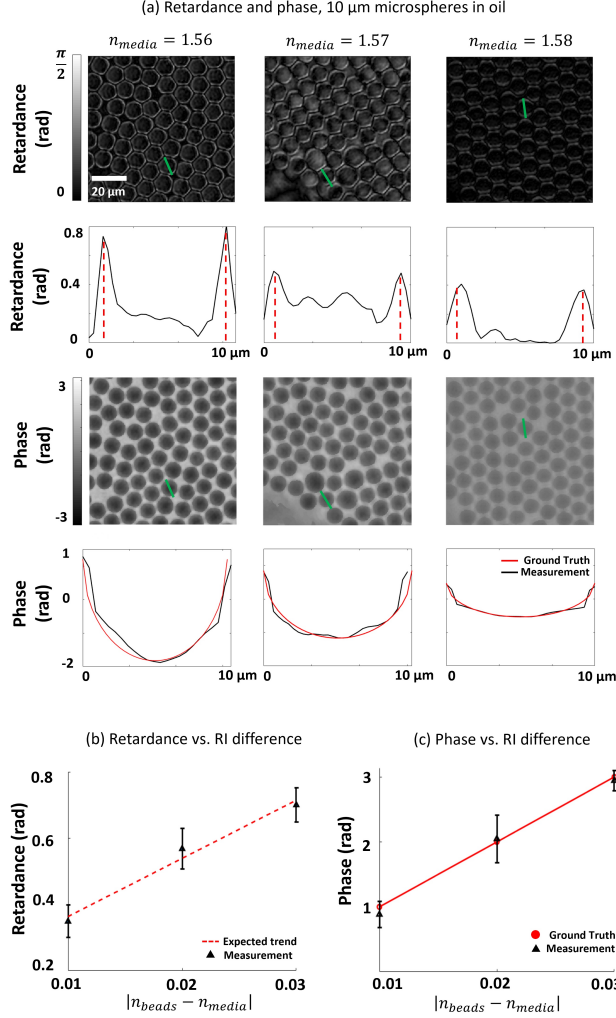 (a) Retardance and phase, 10 µm microspheres in oil
n_media = 1.56
n_media = 1.57
n_media = 1.58
π/2
Retardance
(rad)
0
20 µm
Retardance
(rad)
0.8
0.4
0
0
10 µm
0
10 µm
0
10 µm
3
Phase
(rad)
-3
Phase
(rad)
1
0
-2
Ground Truth
Measurement
0
10 µm
0
10 µm
0
10 µm
(b) Retardance vs. RI difference
Retardance (rad)
0.8
0.6
0.4
0.2
Expected trend
Measurement
0.01
0.02
0.03
|n_beads − n_media|
(c) Phase vs. RI difference
Phase (rad)
3
2
1
Ground Truth
Measurement
0.01
0.02
0.03
|n_beads − n_media|